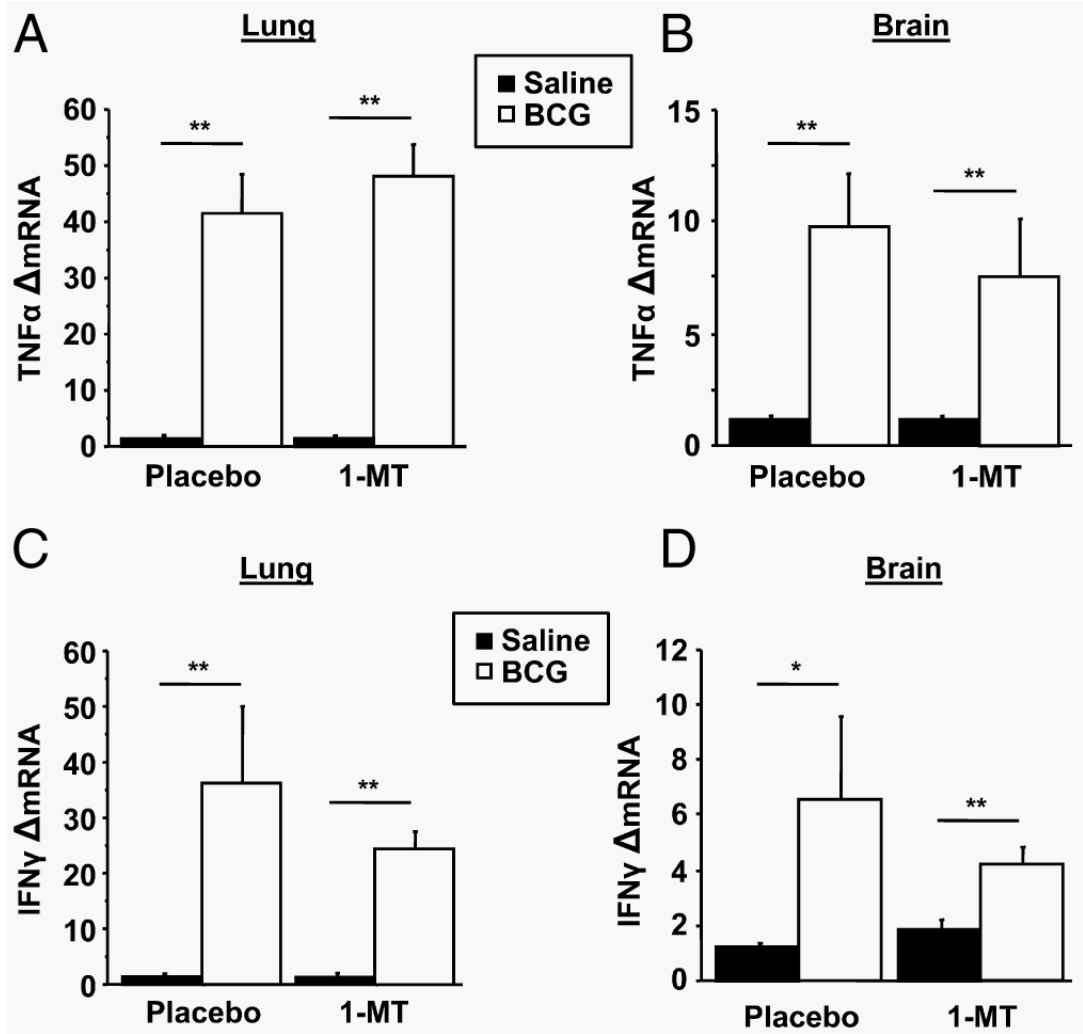 A
Lung
Saline
BCG
TNFα ΔmRNA
60
50
40
30
20
10
0
**
**
Placebo
1-MT
B
Brain
TNFα ΔmRNA
15
10
5
0
**
**
Placebo
1-MT
C
Lung
Saline
BCG
IFNγ ΔmRNA
60
50
40
30
20
10
0
**
**
Placebo
1-MT
D
Brain
IFNγ ΔmRNA
12
10
8
6
4
2
0
*
**
Placebo
1-MT